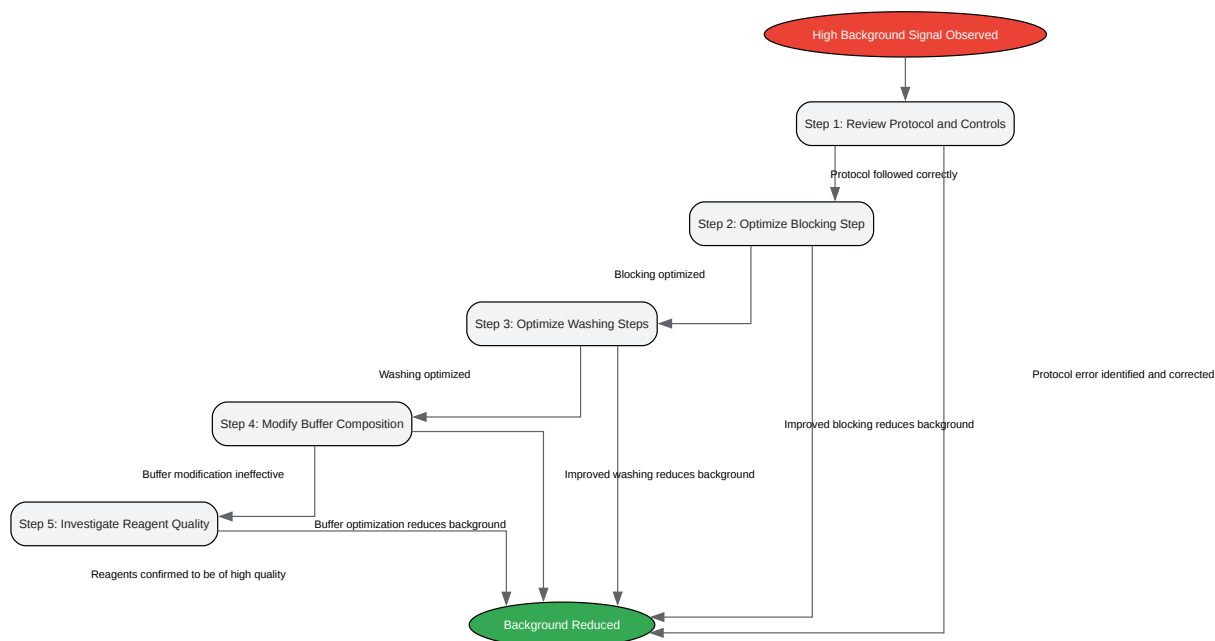 High Background Signal Observed
Step 1: Review Protocol and Controls
Protocol followed correctly
Step 2: Optimize Blocking Step
Blocking optimized
Step 3: Optimize Washing Steps
Washing optimized
Protocol error identified and corrected
Step 4: Modify Buffer Composition
Improved blocking reduces background
Buffer modification ineffective
Improved washing reduces background
Step 5: Investigate Reagent Quality
Buffer optimization reduces background
Reagents confirmed to be of high quality
Background Reduced